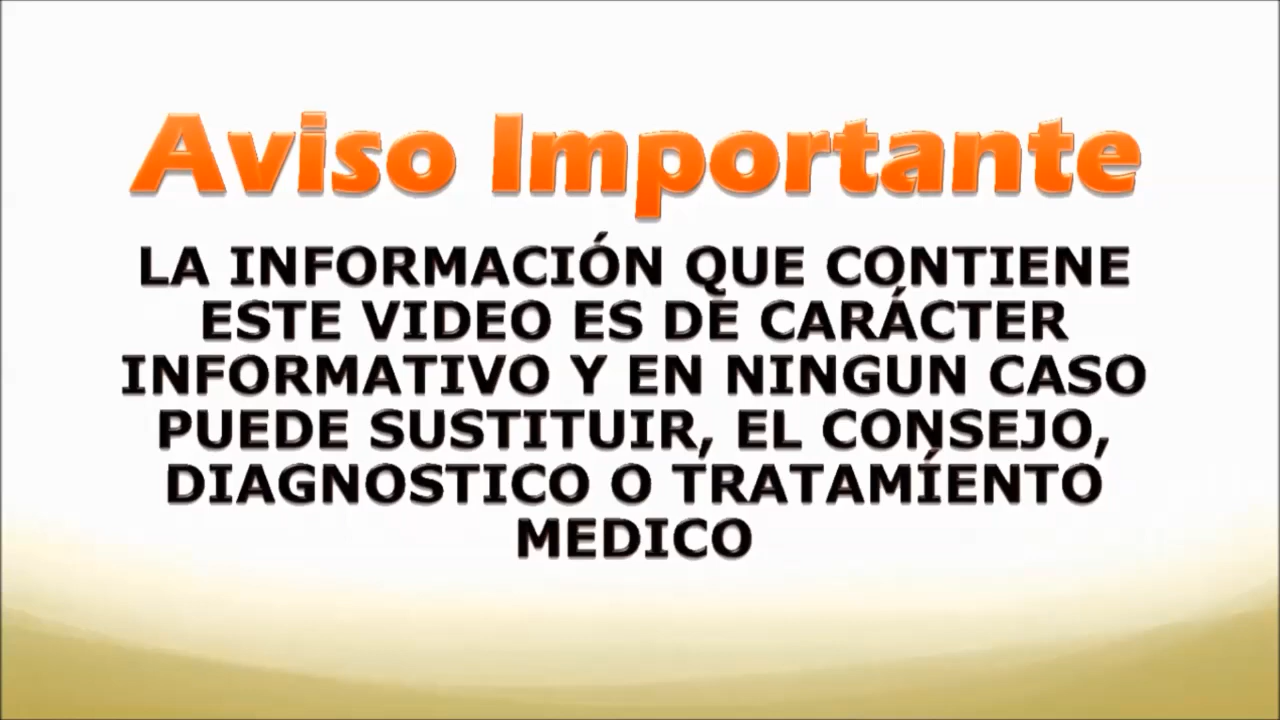 Aviso Importante
LA INFORMACIÓN QUE CONTIENE
ESTE VIDEO ES DE CARÁCTER
INFORMATIVO Y EN NINGUN CASO
PUEDE SUSTITUIR, EL CONSEJO,
DIAGNOSTICO O TRATAMÍENTO
MEDICO